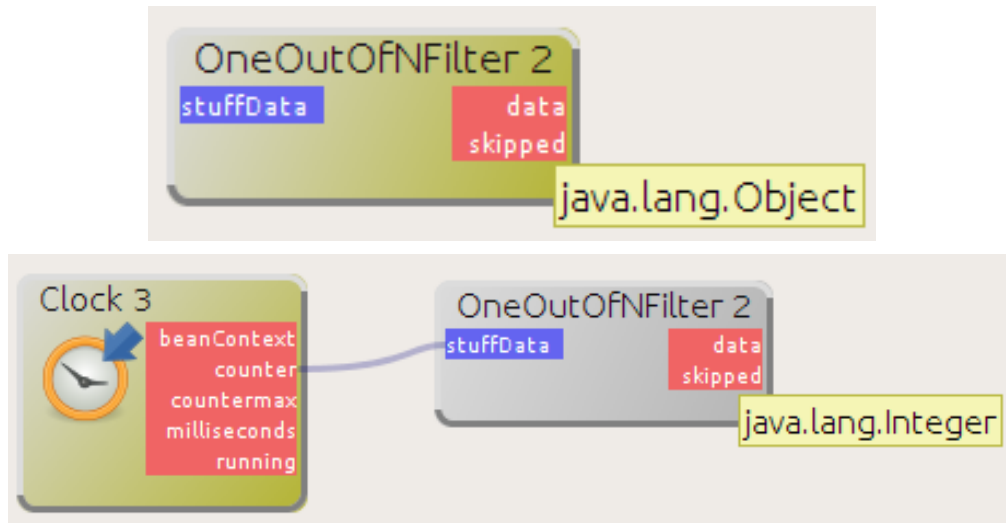 OneOutOfNFilter 2
stuffData
data
skipped
java.lang.Object
Clock 3
beanContext
counter
countermax
milliseconds
running
OneOutOfNFilter 2
stuffData
data
skipped
java.lang.Integer